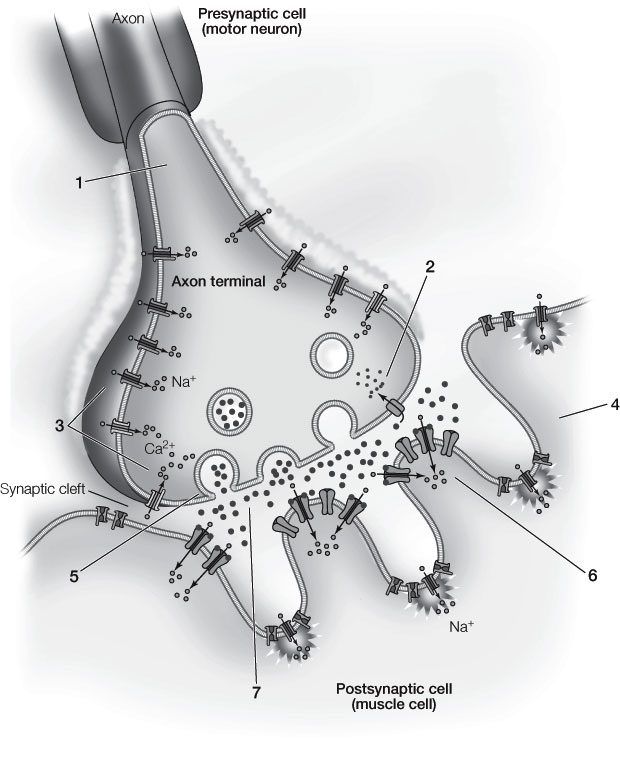 Axon
Presynaptic cell
(motor neuron)
1
Axon terminal
2
Na⁺
3
4
Ca²⁺
Synaptic cleft
5
6
Na⁺
7
Postsynaptic cell
(muscle cell)